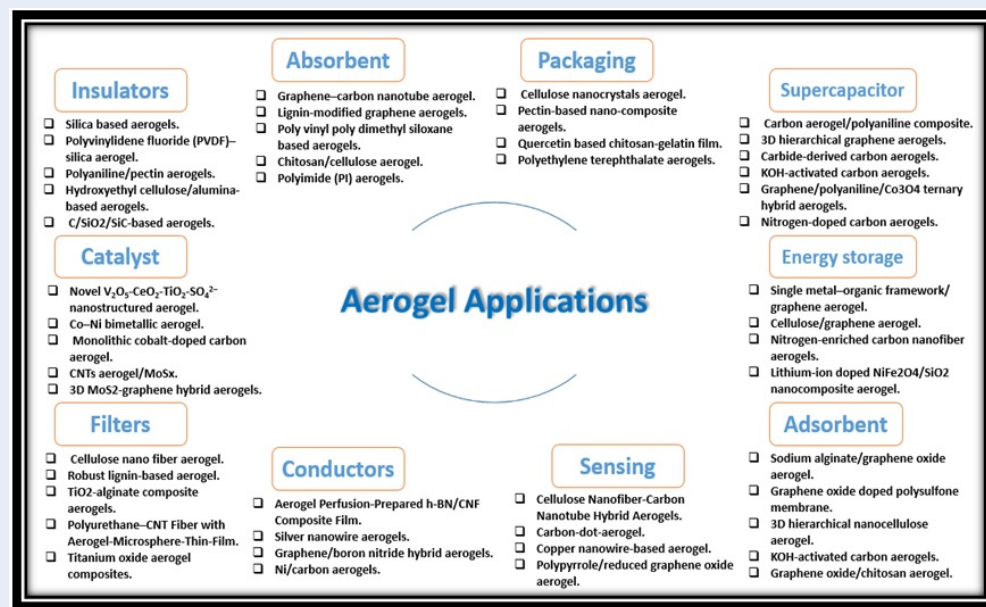 Absorbent
❑ Graphene–carbon nanotube aerogel.
❑ Lignin-modified graphene aerogels.
❑ Poly vinyl poly dimethyl siloxane
based aerogels.
❑ Chitosan/cellulose aerogel.
❑ Polyimide (PI) aerogels.
Packaging
❑ Cellulose nanocrystals aerogel.
❑ Pectin-based nano-composite
aerogels.
❑ Quercetin based chitosan-gelatin film.
❑ Polyethylene terephthalate aerogels.
Insulators
❑ Silica based aerogels.
❑ Polyvinylidene fluoride (PVDF)–
silica aerogel.
❑ Polyaniline/pectin aerogels.
❑ Hydroxyethyl cellulose/alumina-
based aerogels.
❑ C/SiO2/SiC-based aerogels.
Supercapacitor
❑ Carbon aerogel/polyaniline composite.
❑ 3D hierarchical graphene aerogels.
❑ Carbide-derived carbon aerogels.
❑ KOH-activated carbon aerogels.
❑ Graphene/polyaniline/Co3O4 ternary
hybrid aerogels.
❑ Nitrogen-doped carbon aerogels.
Catalyst
❑ Novel V₂O₅-CeO₂-TiO₂-SO₄²⁻
nanostructured aerogel.
❑ Co–Ni bimetallic aerogel.
❑ Monolithic cobalt-doped carbon
aerogel.
❑ CNTs aerogel/MoSx.
❑ 3D MoS2-graphene hybrid aerogels.
Aerogel Applications
Energy storage
❑ Single metal–organic framework/
graphene aerogel.
❑ Cellulose/graphene aerogel.
❑ Nitrogen-enriched carbon nanofiber
aerogels.
❑ Lithium-ion doped NiFe2O4/SiO2
nanocomposite aerogel.
Filters
❑ Cellulose nano fiber aerogel.
❑ Robust lignin-based aerogel.
❑ TiO2-alginate composite
aerogels.
❑ Polyurethane–CNT Fiber with
Aerogel-Microsphere-Thin-Film.
❑ Titanium oxide aerogel
composites.
Conductors
❑ Aerogel Perfusion-Prepared h-BN/CNF
Composite Film.
❑ Silver nanowire aerogels.
❑ Graphene/boron nitride hybrid aerogels.
❑ Ni/carbon aerogels.
Sensing
❑ Cellulose Nanofiber-Carbon
Nanotube Hybrid Aerogels.
❑ Carbon-dot-aerogel.
❑ Copper nanowire-based aerogel.
❑ Polypyrrole/reduced graphene oxide
aerogel.
Adsorbent
❑ Sodium alginate/graphene oxide
aerogel.
❑ Graphene oxide doped polysulfone
membrane.
❑ 3D hierarchical nanocellulose
aerogel.
❑ KOH-activated carbon aerogels.
❑ Graphene oxide/chitosan aerogel.